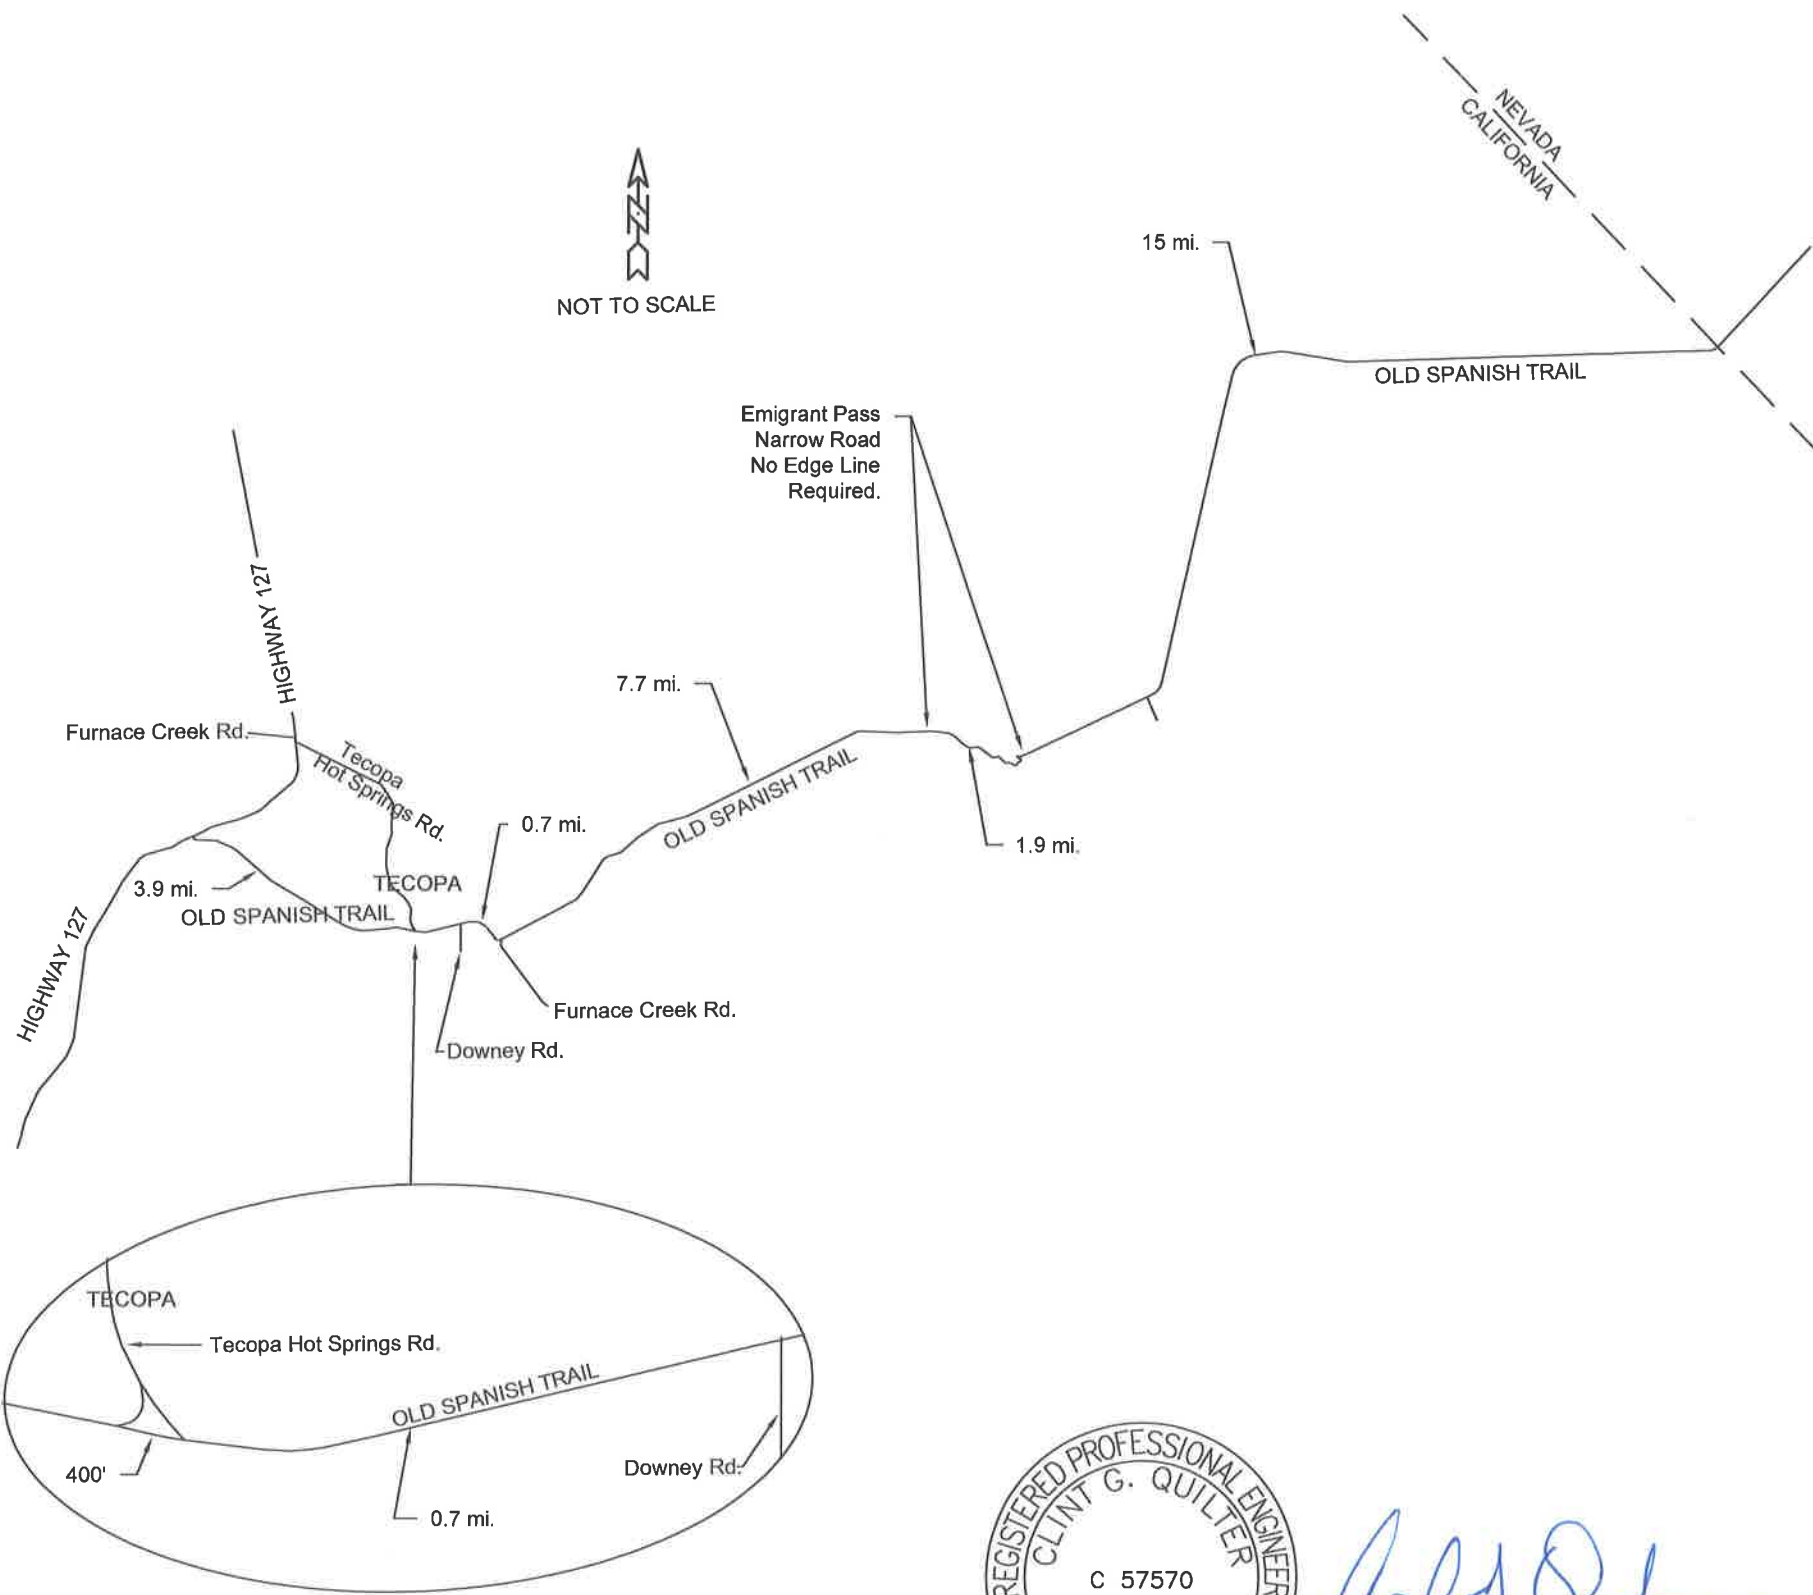 NEVADA
CALIFORNIA
NOT TO SCALE
15 mi.
OLD SPANISH TRAIL
Emigrant Pass
Narrow Road
No Edge Line
Required.
HIGHWAY 127
7.7 mi.
Furnace Creek Rd.
Tecopa
Hot Springs Rd.
OLD SPANISH TRAIL
0.7 mi.
1.9 mi.
3.9 mi.
TECOPA
OLD SPANISH TRAIL
HIGHWAY 127
Furnace Creek Rd.
Downey Rd.
TECOPA
Tecopa Hot Springs Rd.
OLD SPANISH TRAIL
400'
Downey Rd.
0.7 mi.
REGISTERED PROFESSIONAL ENGINEER
CLINT G. QUILTER
C 57570